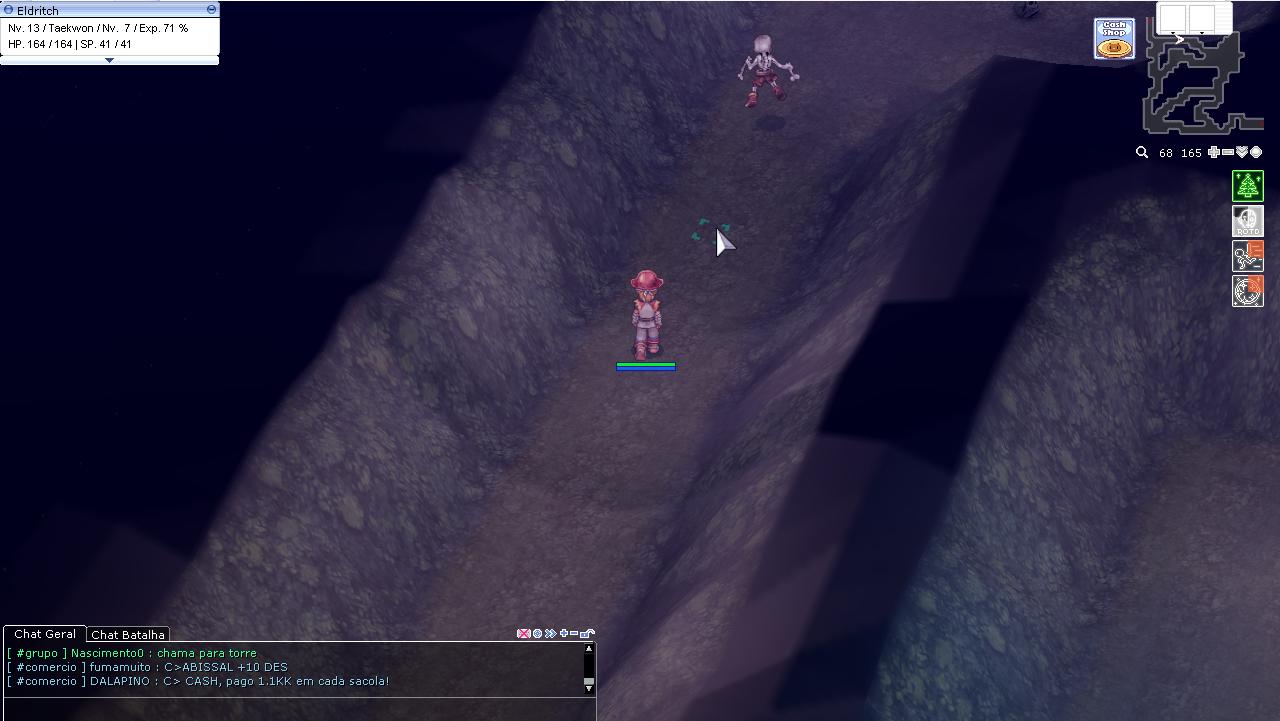 Eldritch
Nv. 13 / Taekwon / Nv. 7 / Exp. 71 %
HP. 164 / 164 | SP. 41 / 41
Cash
Shop
68 165
ROTD
Chat Geral
Chat Batalha
[ #grupo ] Nascimento0 : chama para torre
[ #comercio ] fumamuito : C>ABISSAL +10 DES
[ #comercio ] DALAPINO : C> CASH, pago 1.1KK em cada sacola!